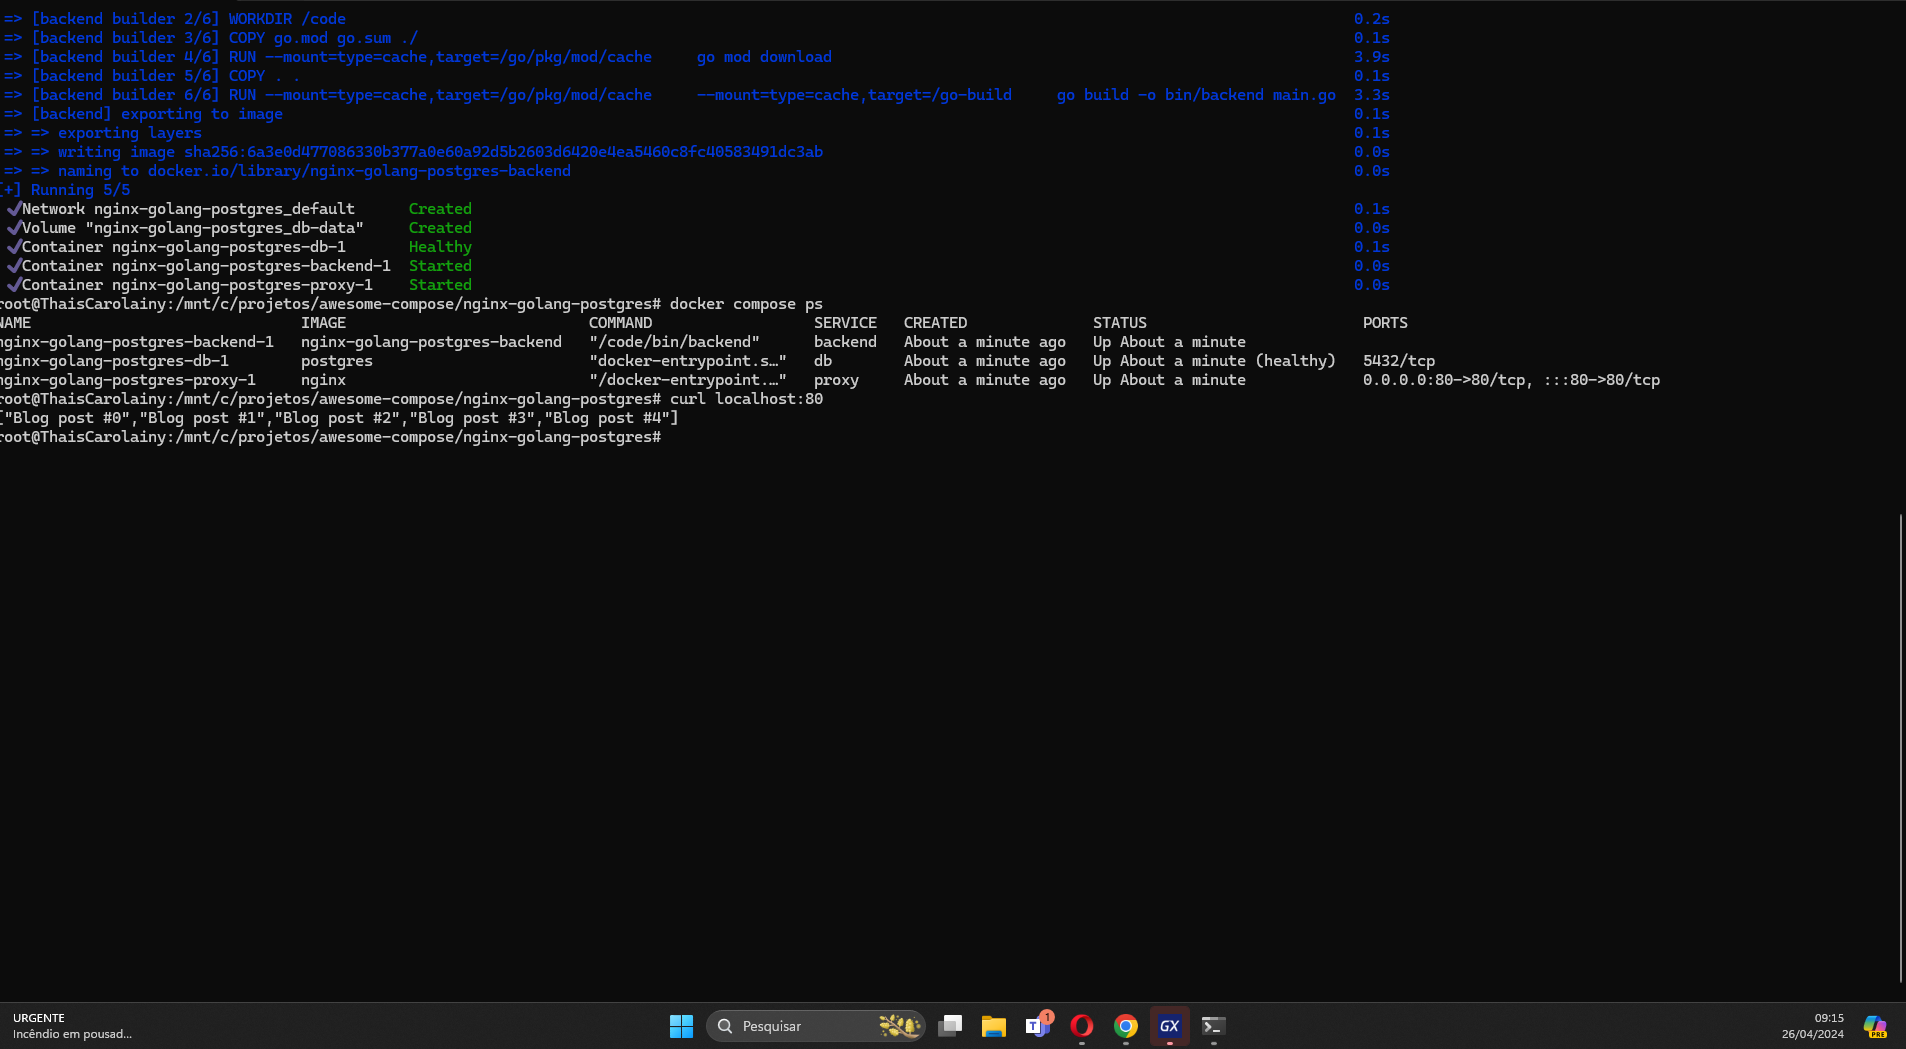 => [backend builder 2/6] WORKDIR /code 0.2s
=> [backend builder 3/6] COPY go.mod go.sum ./ 0.1s
=> [backend builder 4/6] RUN --mount=type=cache,target=/go/pkg/mod/cache     go mod download 3.9s
=> [backend builder 5/6] COPY . . 0.1s
=> [backend builder 6/6] RUN --mount=type=cache,target=/go/pkg/mod/cache     --mount=type=cache,target=/go-build     go build -o bin/backend main.go 3.3s
=> [backend] exporting to image 0.1s
=> => exporting layers 0.1s
=> => writing image sha256:6a3e0d477086330b377a0e60a92d5b2603d6420e4ea5460c8fc40583491dc3ab 0.0s
=> => naming to docker.io/library/nginx-golang-postgres-backend 0.0s
[+] Running 5/5
✔Network nginx-golang-postgres_default Created 0.1s
✔Volume "nginx-golang-postgres_db-data" Created 0.0s
✔Container nginx-golang-postgres-db-1 Healthy 0.1s
✔Container nginx-golang-postgres-backend-1 Started 0.0s
✔Container nginx-golang-postgres-proxy-1 Started 0.0s
root@ThaisCarolainy:/mnt/c/projetos/awesome-compose/nginx-golang-postgres# docker compose ps
NAME IMAGE COMMAND SERVICE CREATED STATUS PORTS
nginx-golang-postgres-backend-1 nginx-golang-postgres-backend "/code/bin/backend" backend About a minute ago Up About a minute
nginx-golang-postgres-db-1 postgres "docker-entrypoint.s…" db About a minute ago Up About a minute (healthy) 5432/tcp
nginx-golang-postgres-proxy-1 nginx "/docker-entrypoint.…" proxy About a minute ago Up About a minute 0.0.0.0:80->80/tcp, :::80->80/tcp
root@ThaisCarolainy:/mnt/c/projetos/awesome-compose/nginx-golang-postgres# curl localhost:80
["Blog post #0","Blog post #1","Blog post #2","Blog post #3","Blog post #4"]
root@ThaisCarolainy:/mnt/c/projetos/awesome-compose/nginx-golang-postgres#
URGENTE
Incêndio em pousad...
Pesquisar
T
1
GX
09:15
26/04/2024
PRE